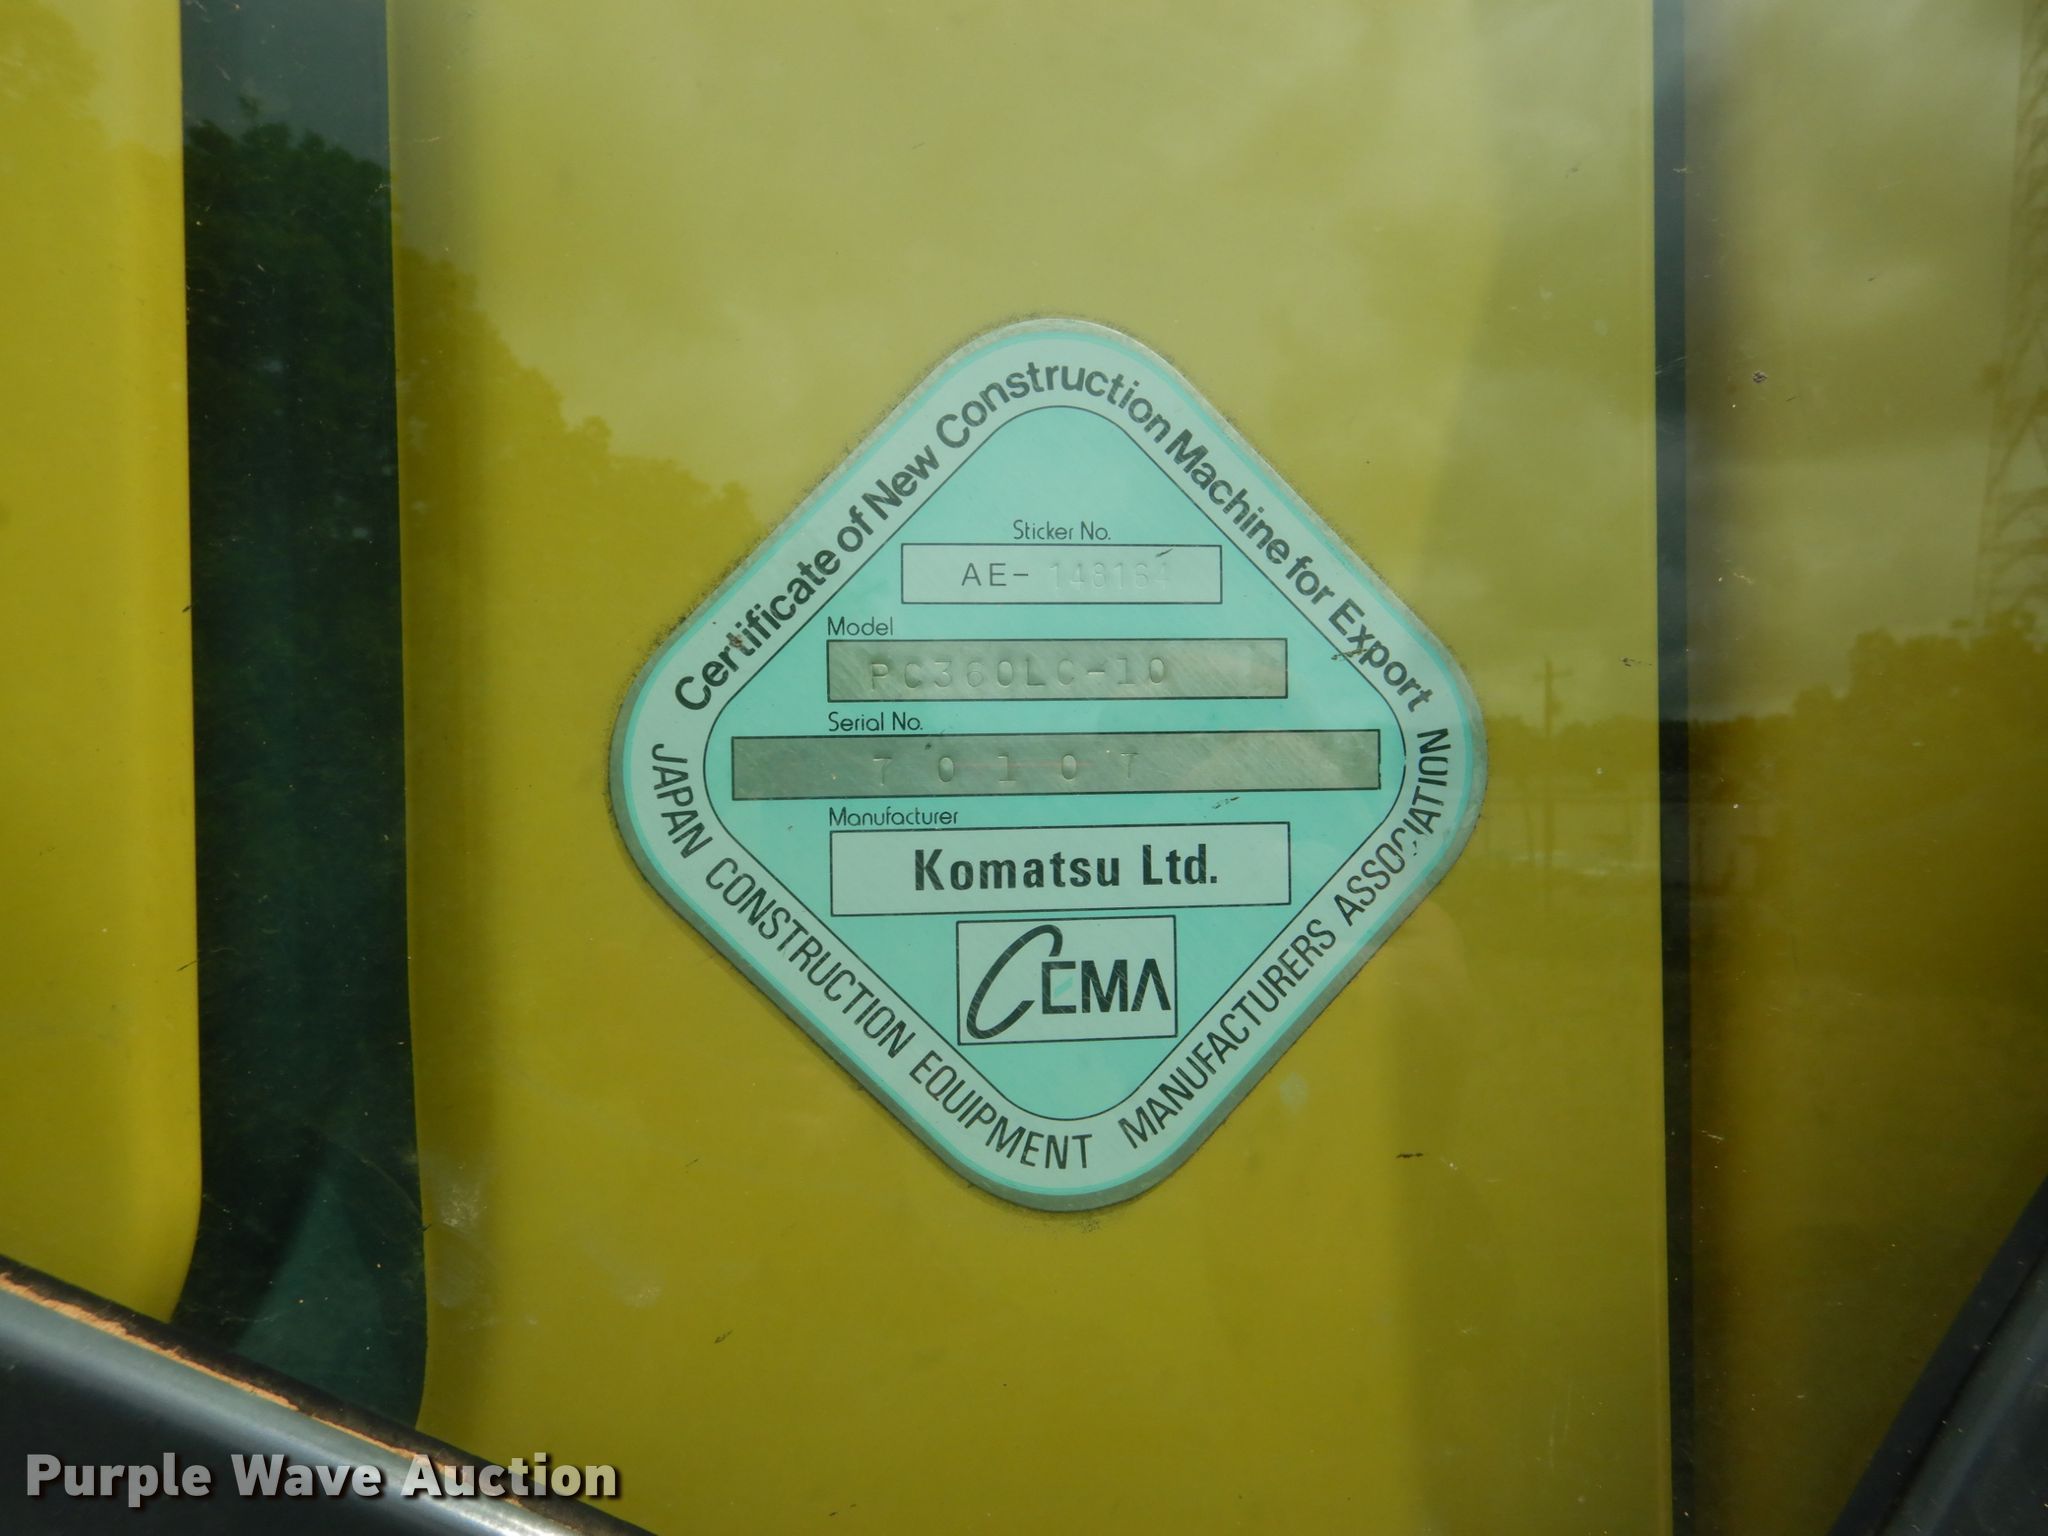 Certificate of New Construction Machine for Export
Sticker No.
AE- 148164
Model
PC360LC-10
Serial No.
70107
Manufacturer
Komatsu Ltd.
CEMA
JAPAN CONSTRUCTION EQUIPMENT MANUFACTURERS ASSOCIATION
Purple Wave Auction